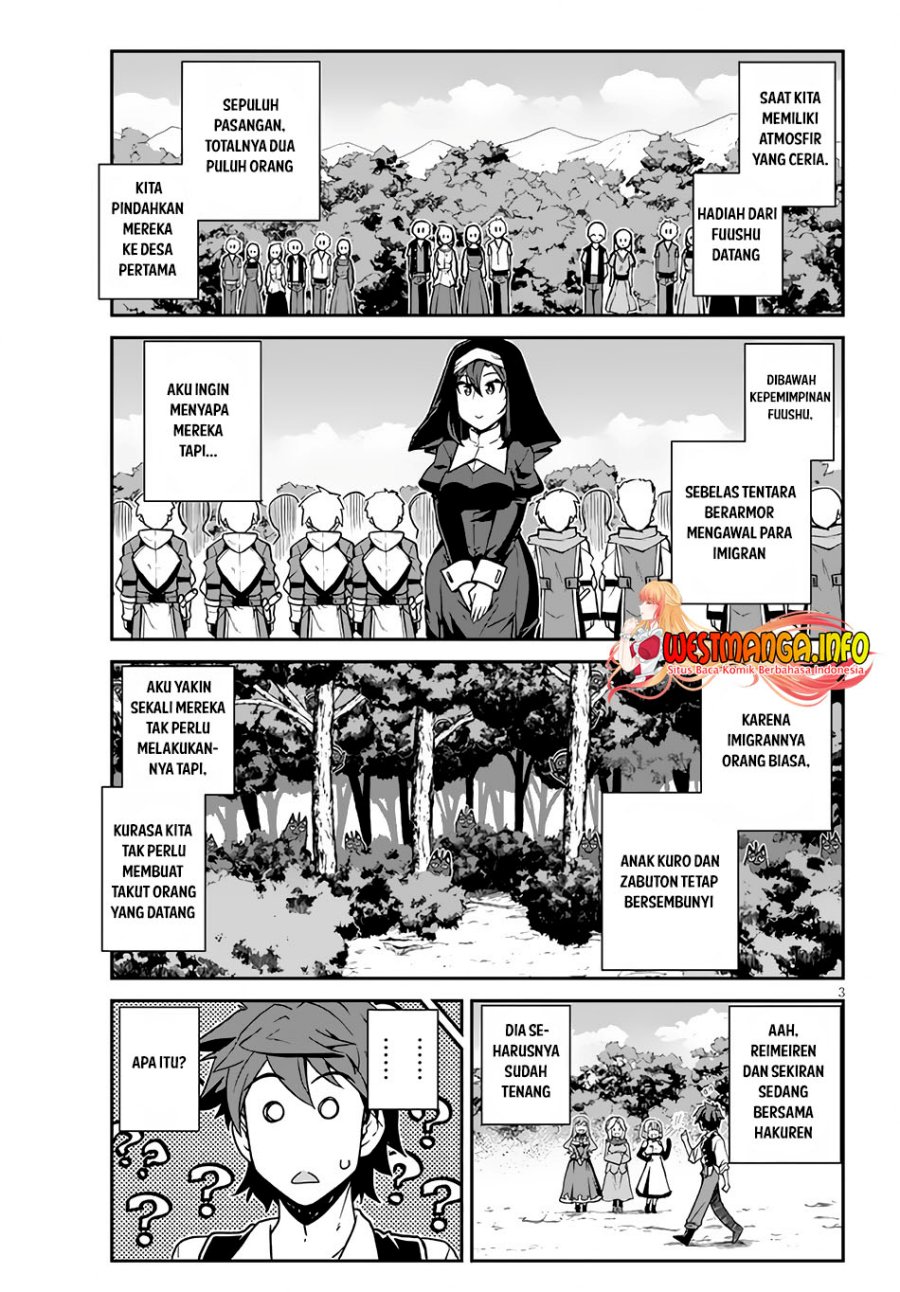 SAAT KITA
MEMILIKI
ATMOSFIR
YANG CERIA.
HADIAH DARI
FUUSHU
DATANG
SEPULUH
PASANGAN,
TOTALNYA DUA
PULUH ORANG
KITA
PINDAHKAN
MEREKA
KE DESA
PERTAMA
DIBAWAH
KEPEMIMPINAN
FUUSHU,
SEBELAS TENTARA
BERARMOR
MENGAWAL PARA
IMIGRAN
AKU INGIN
MENYAPA
MEREKA
TAPI...
WESTMANGA.INFO
Situs Baca Komik Berbahasa Indonesia
KARENA
IMIGRANNYA
ORANG BIASA,
ANAK KURO DAN
ZABUTON TETAP
BERSEMBUNYI
AKU YAKIN
SEKALI MEREKA
TAK PERLU
MELAKUKAN-
NYA TAPI,
KURASA KITA
TAK PERLU
MEMBUAT
TAKUT ORANG
YANG DATANG
3
AAH,
REIMEIREN
DAN SEKIRAN
SEDANG
BERSAMA
HAKUREN
DIA SE-
HARUSNYA
SUDAH
TENANG
⋮ ⋮
APA ITU?
? ? ? ? ? ? ?